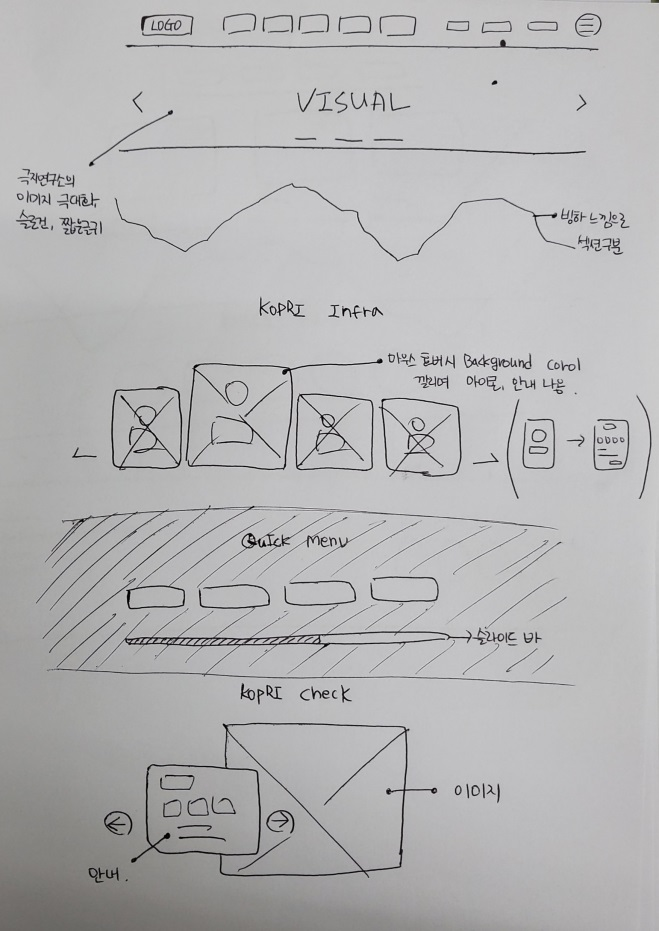 LOGO
VISUAL
극지연구소의
이미지 극대화,
슬로건, 짧은글귀
빙하 느낌으로
섹션구분
KOPRI Infra
마우스 호버시 Background corol
깔리며 아이콘, 안내 나옴.
Quick Menu
슬라이드 바
KOPRI check
이미지
안내.